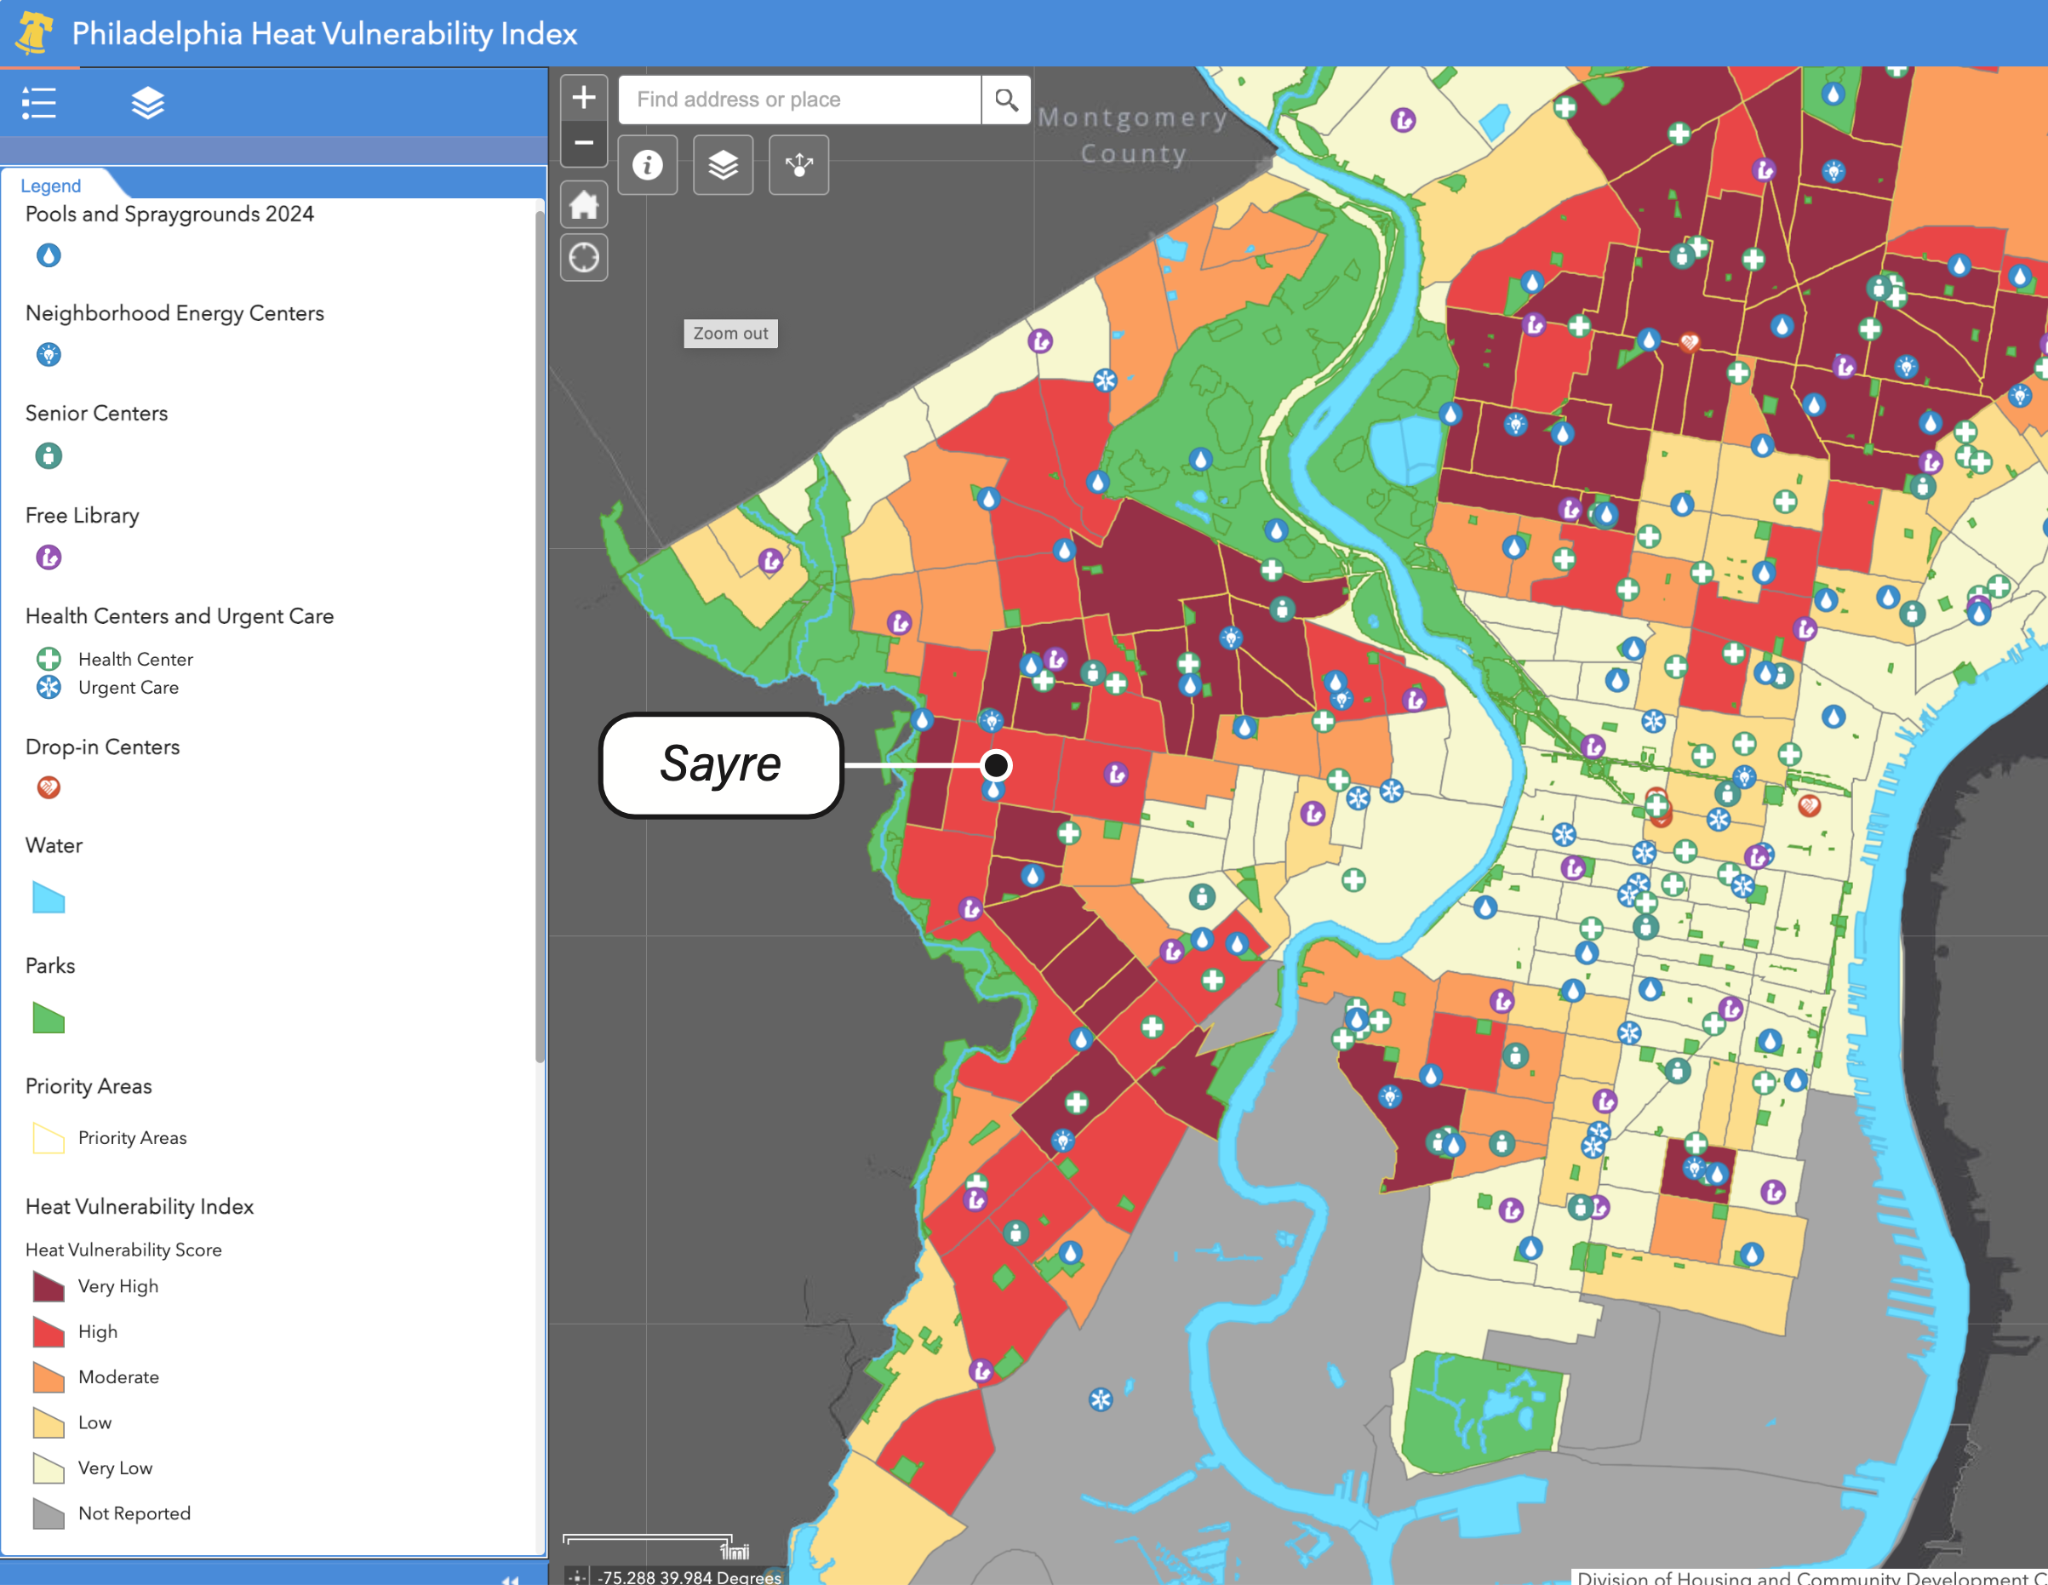 Philadelphia Heat Vulnerability Index
Find address or place
Montgomery
County
Legend
Pools and Spraygrounds 2024
Neighborhood Energy Centers
Zoom out
Senior Centers
Free Library
Health Centers and Urgent Care
Health Center
Urgent Care
Drop-in Centers
Sayre
Water
Parks
Priority Areas
Priority Areas
Heat Vulnerability Index
Heat Vulnerability Score
Very High
High
Moderate
Low
Very Low
Not Reported
1mi
-75.288 39.984 Degrees
Division of Housing and Community Development C